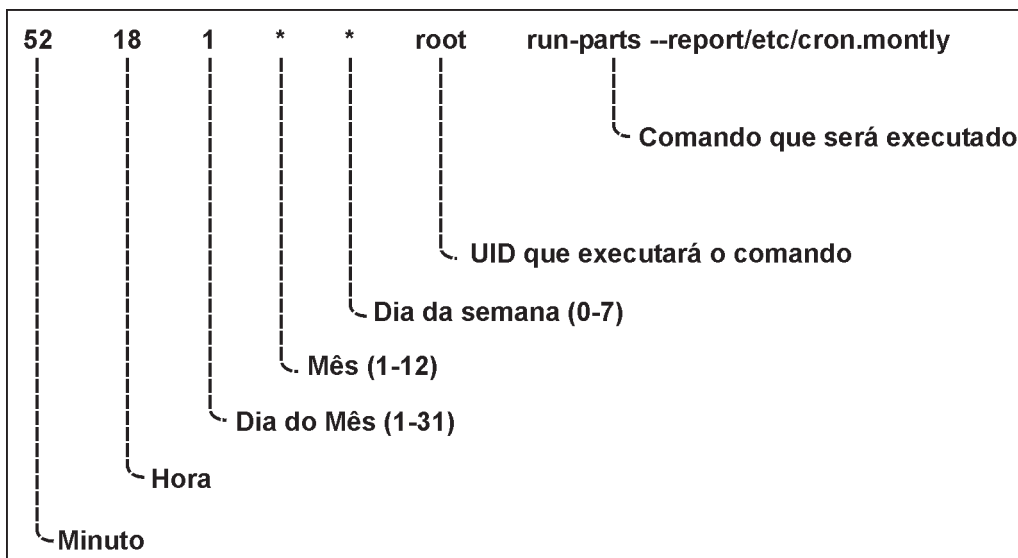 52 18 1 * * root run-parts --report/etc/cron.montly
Comando que será executado
UID que executará o comando
Dia da semana (0-7)
Mês (1-12)
Dia do Mês (1-31)
Hora
Minuto